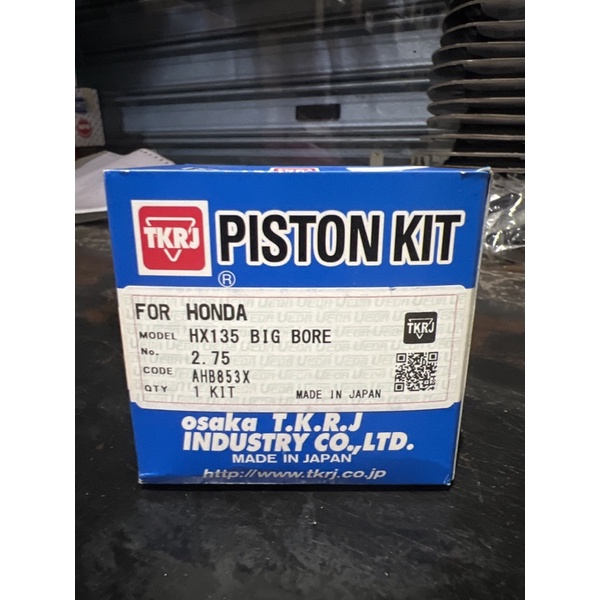 TKRJ
PISTON KIT
®
FOR HONDA
MODEL HX135 BIG BORE
No. 2.75
CODE AHB853X
QTY 1 KIT
TKRJ
MADE IN JAPAN
osaka T.K.R.J
INDUSTRY CO.,LTD.
MADE IN JAPAN
http://www.tkrj.co.jp